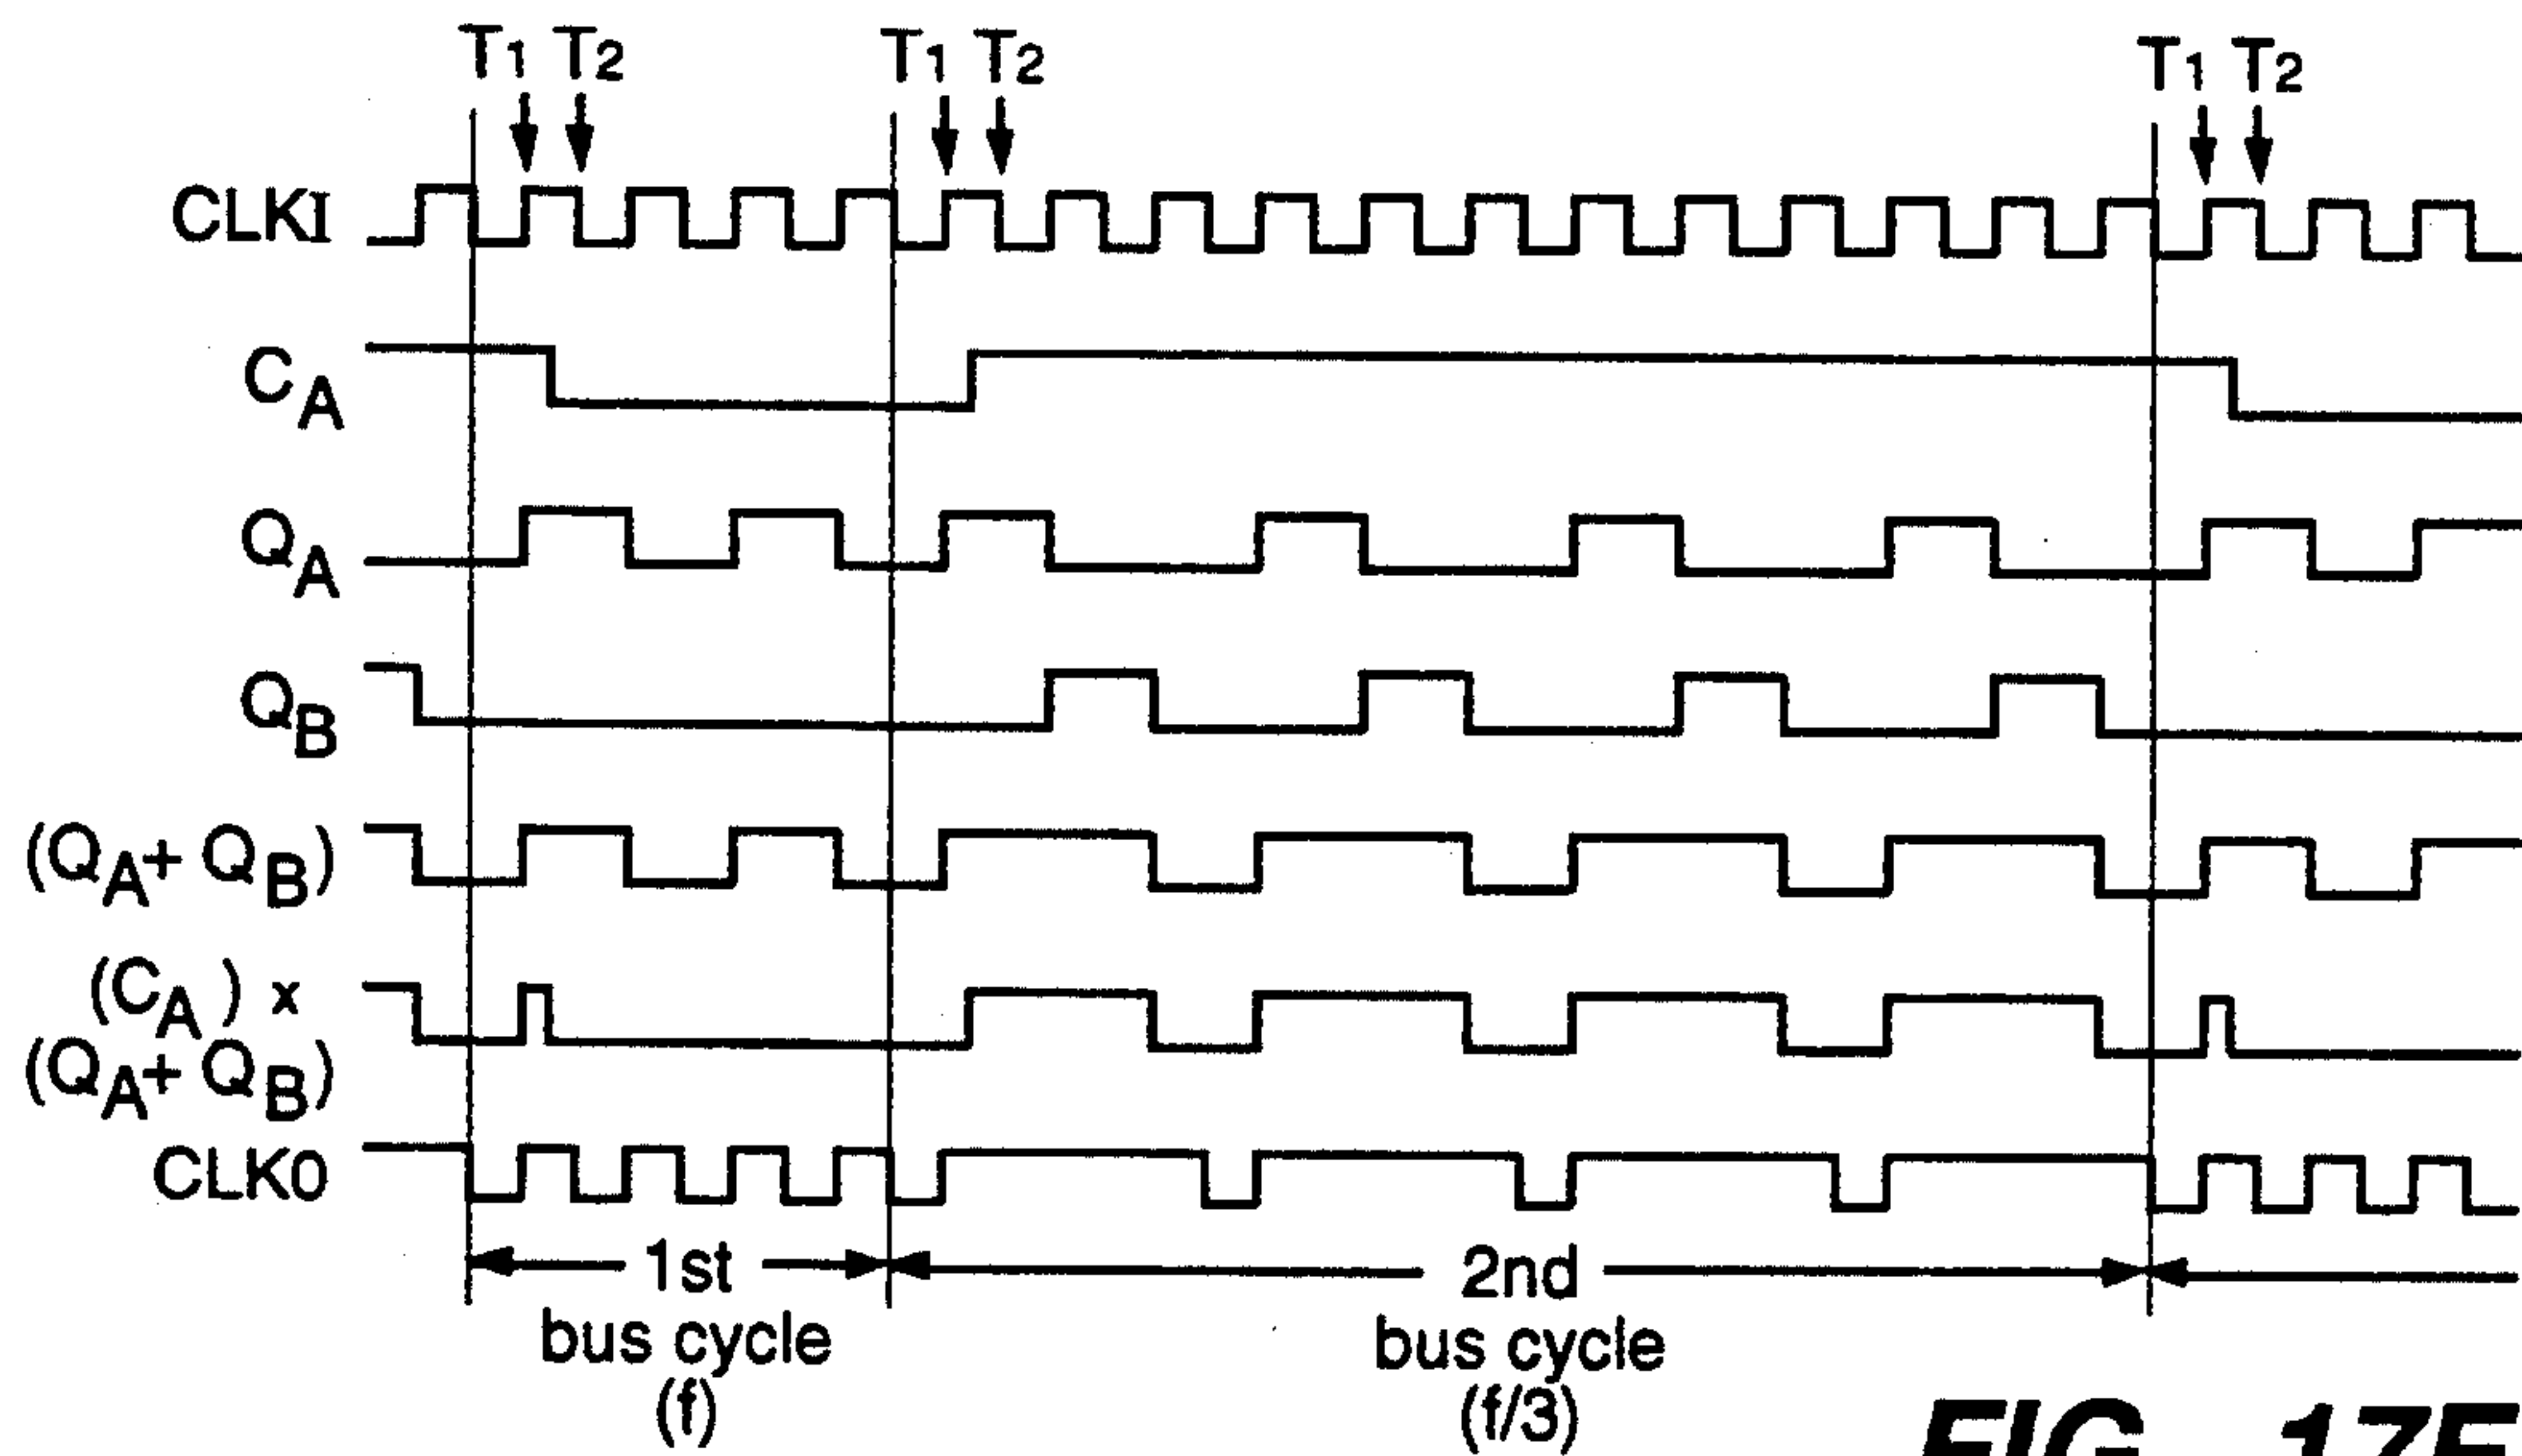 T1 T2 T1 T2 T1 T2
CLKI
CA
QA
QB
(QA+ QB)
(CA) x
(QA+ QB)
CLK0
1st
bus cycle
(f)
2nd
bus cycle
(f/3)